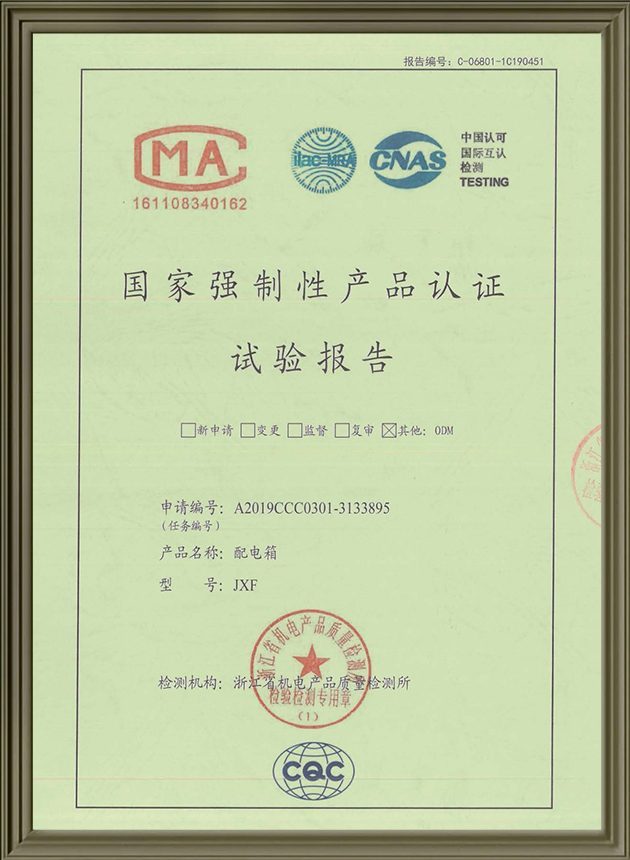 报告编号: C-06801-1C190451
MA
161108340162
ilac-MRA
CNAS
中国认可
国际互认
检测
TESTING
国家强制性产品认证
试验报告
□新申请 □变更 □监督 □复审 ☒其他: ODM
申请编号: A2019CCC0301-3133895
(任务编号)
产品名称: 配电箱
型 号: JXF
浙江省机电产品质量检测所
检测机构: 浙江省机电产品质量检测所
检验检测专用章
(1)
CQC